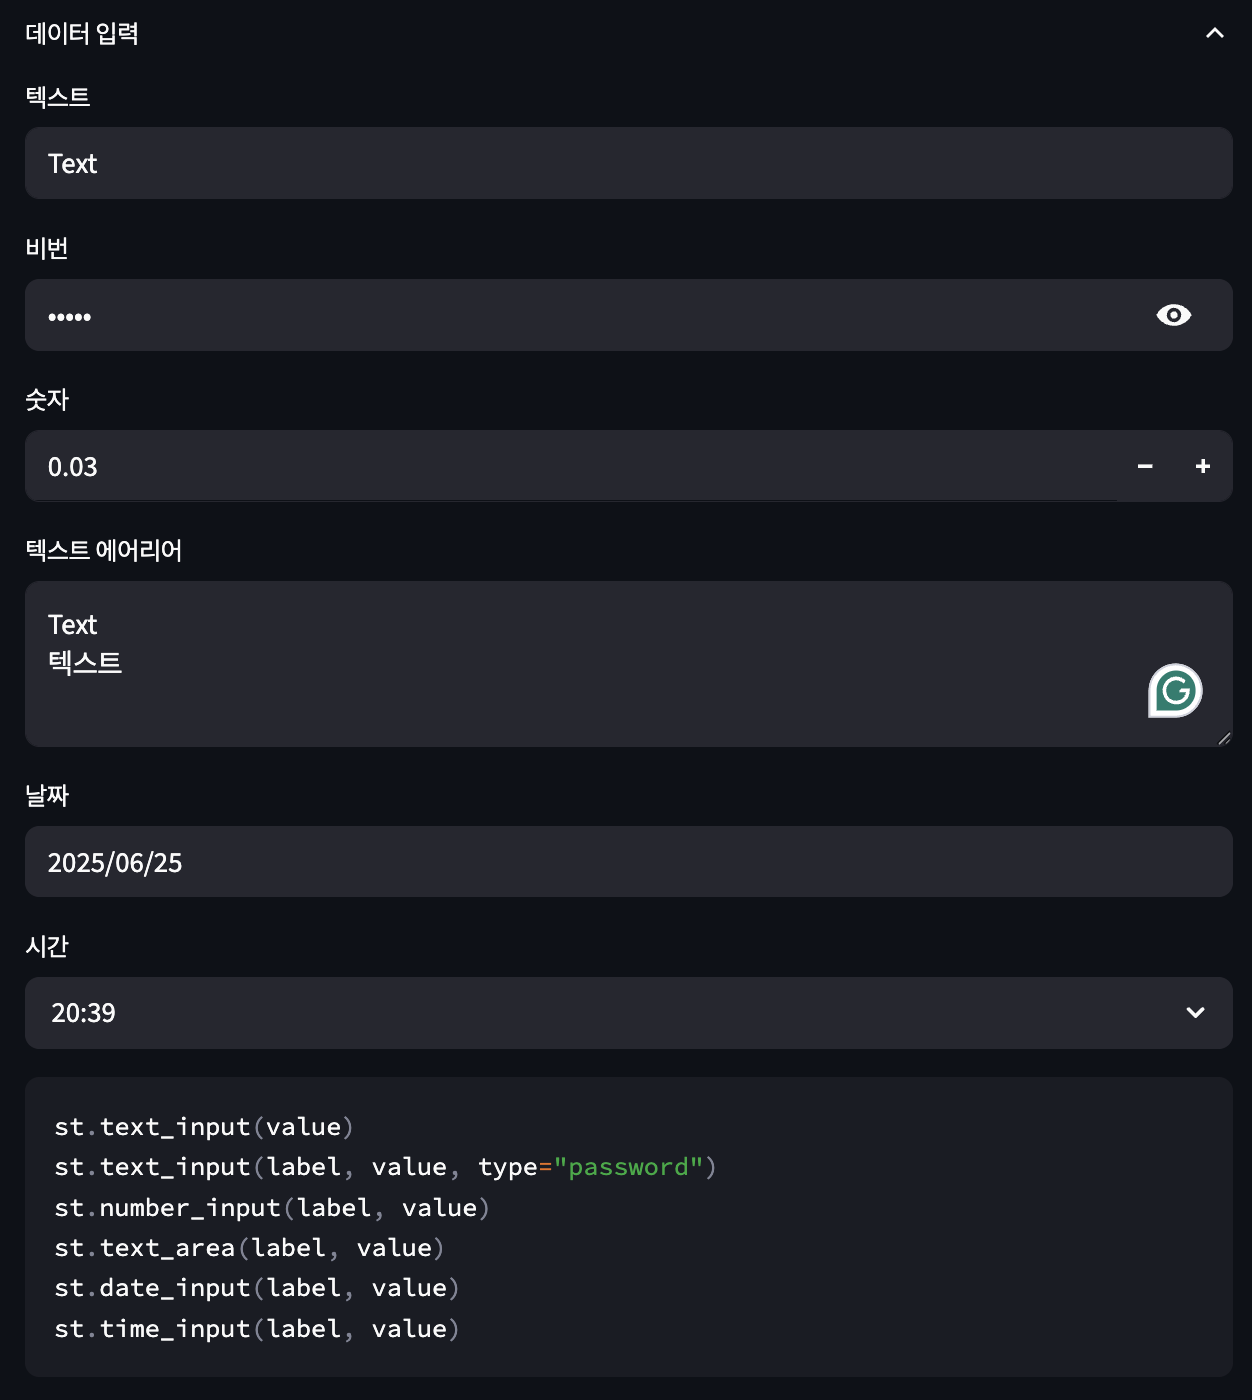 데이터 입력
텍스트
Text
비번
•••••
숫자
0.03
텍스트 에어리어
Text
텍스트
날짜
2025/06/25
시간
20:39
st.text_input(value)
st.text_input(label, value, type="password")
st.number_input(label, value)
st.text_area(label, value)
st.date_input(label, value)
st.time_input(label, value)